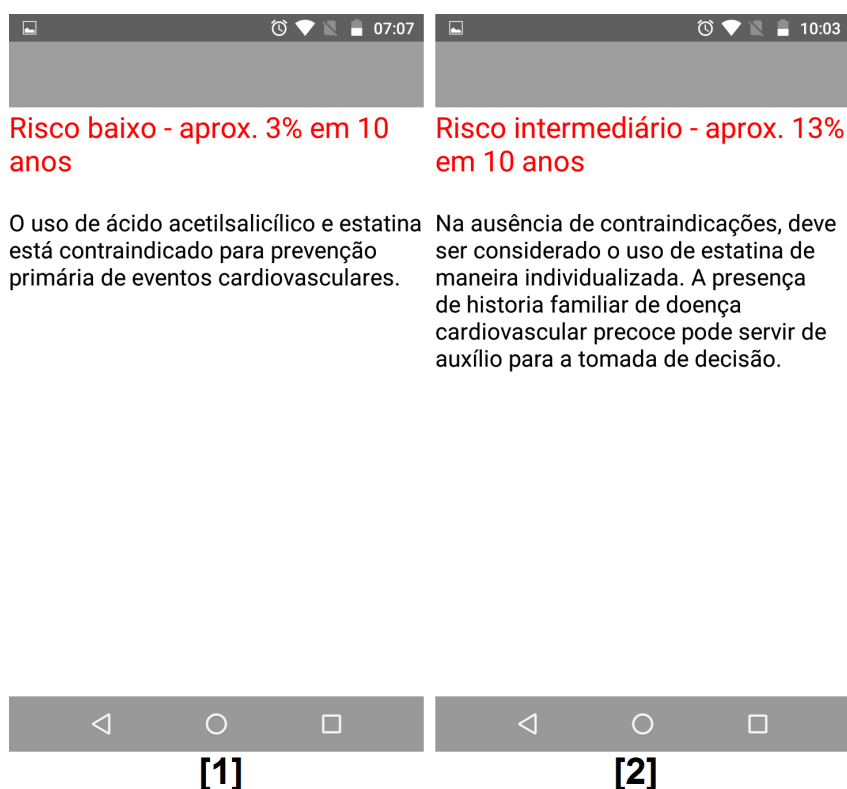 07:07
Risco baixo - aprox. 3% em 10
anos
O uso de ácido acetilsalicílico e estatina
está contraindicado para prevenção
primária de eventos cardiovasculares.
[1]
10:03
Risco intermediário - aprox. 13%
em 10 anos
Na ausência de contraindicações, deve
ser considerado o uso de estatina de
maneira individualizada. A presença
de historia familiar de doença
cardiovascular precoce pode servir de
auxílio para a tomada de decisão.
[2]